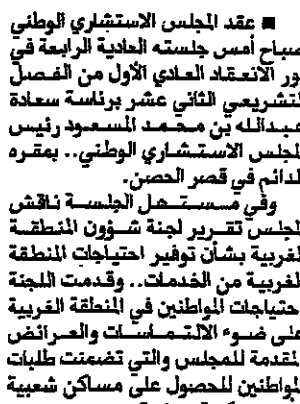 ■ عقد المجلس الاستشاري الوطني
صباح أمس جلسته العادية الرابعة في
دور الانعقاد العادي الأول من الفصل
التشريعي الثاني عشر برئاسة سعادة
عبدالله بن محمد المسعود رئيس
المجلس الاستشاري الوطني.. بمقره
الدائم في قصر الحصن.
وفي مستهل الجلسة ناقش
المجلس تقرير لجنة شؤون المنطقة
الغربية بشأن توفير احتياجات المنطقة
الغربية من الخدمات.. وقدمت اللجنة
احتياجات المواطنين في المنطقة الغربية
على ضوء الالتماسات والعرائض
المقدمة للمجلس والتي تضمنت طلبات
المواطنين للحصول على مساكن شعبية